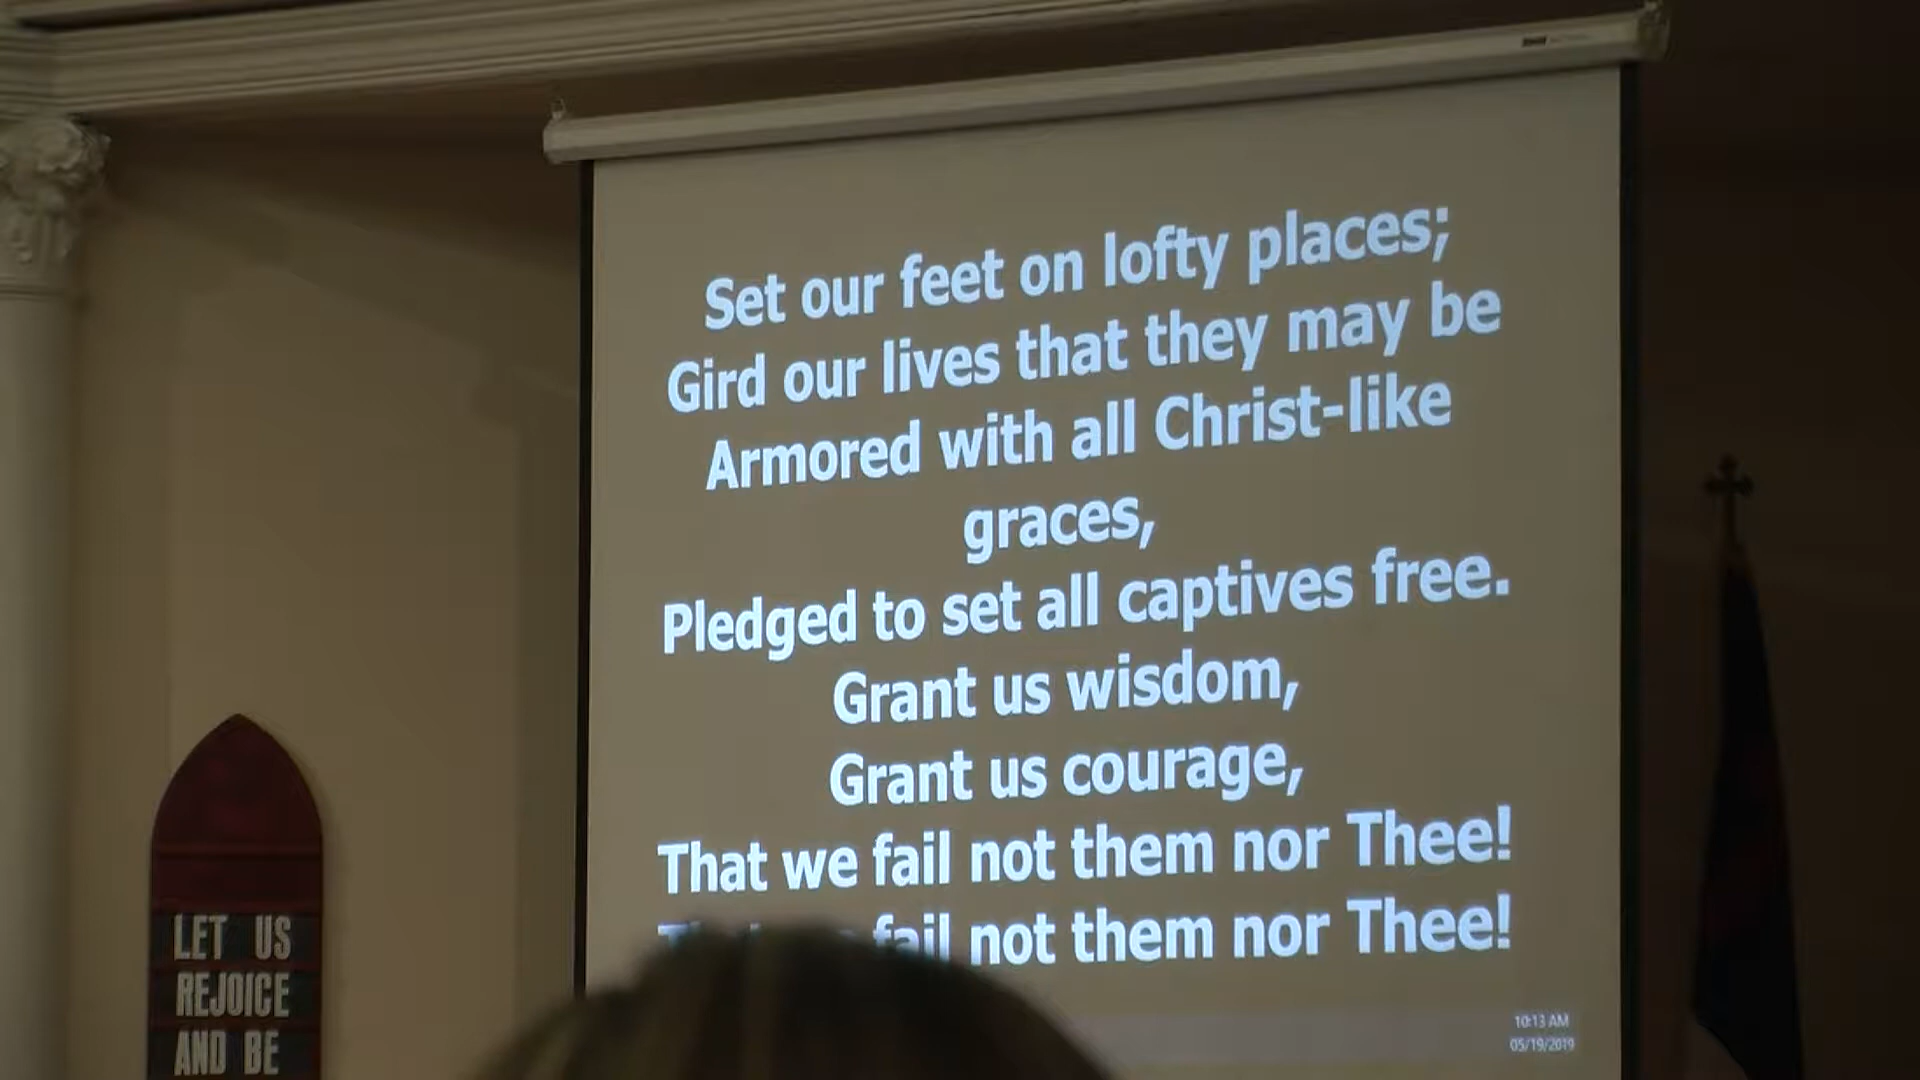 Set our feet on lofty places;
Gird our lives that they may be
Armored with all Christ-like
graces,
Pledged to set all captives free.
Grant us wisdom,
Grant us courage,
That we fail not them nor Thee!
fail not them nor Thee!
10:13 AM
05/19/2019
LET US
REJOICE
AND BE